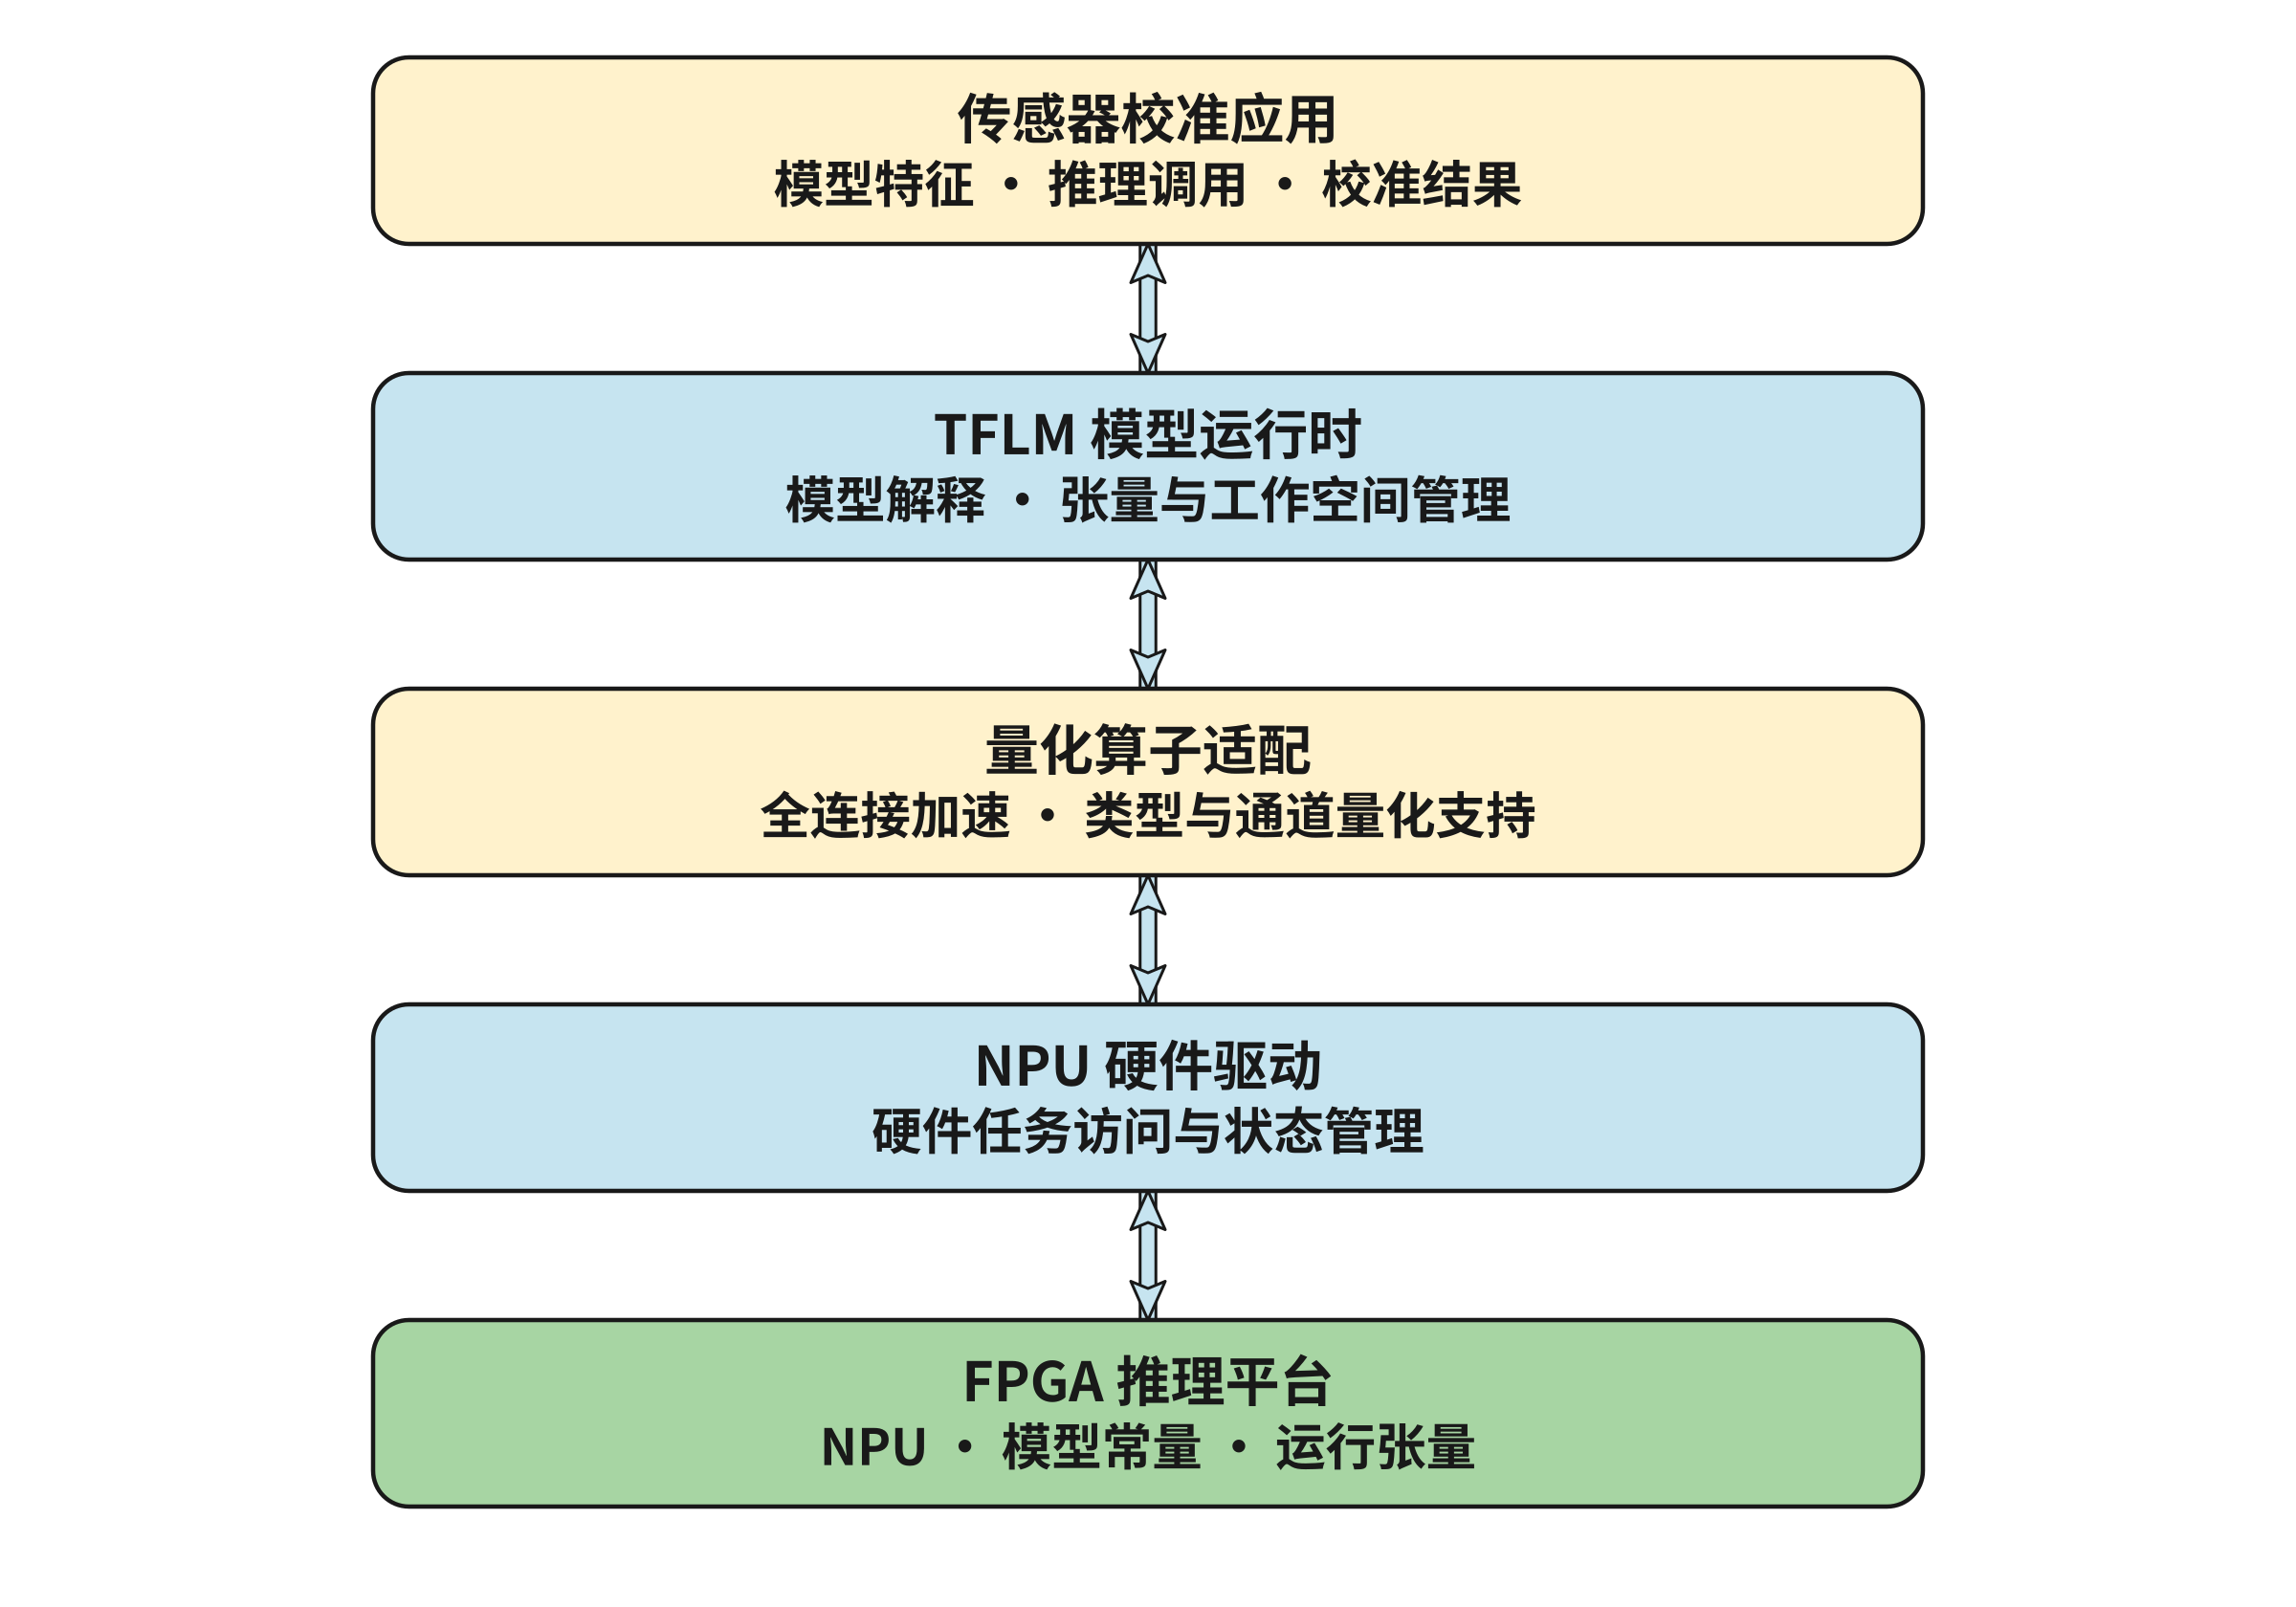 传感器校准应用
模型特征 · 推理调用 · 校准结果
TFLM 模型运行时
模型解释 · 张量与工作空间管理
量化算子适配
全连接加速 · 类型与通道量化支持
NPU 硬件驱动
硬件任务访问与状态管理
FPGA 推理平台
NPU · 模型常量 · 运行张量